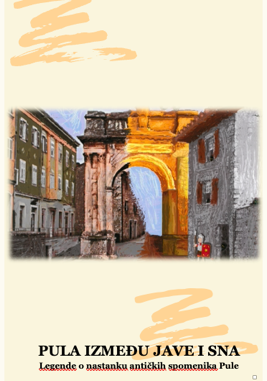 PULA IZMEĐU JAVE I SNA
Legende o nastanku antičkih spomenika Pule